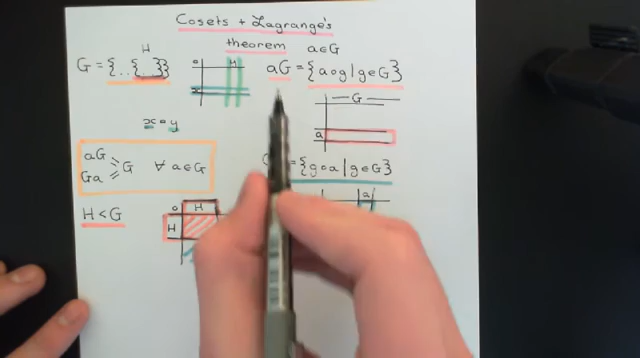 Cosets + Lagrange's
theorem a∈G
H
G = {..{...}} o H
aG = {a∘g | g∈G}
x
G
x∘y
a
aG = G ∀ a∈G
Ga = G
= {g∘a | g∈G}
a
H < G o H
H